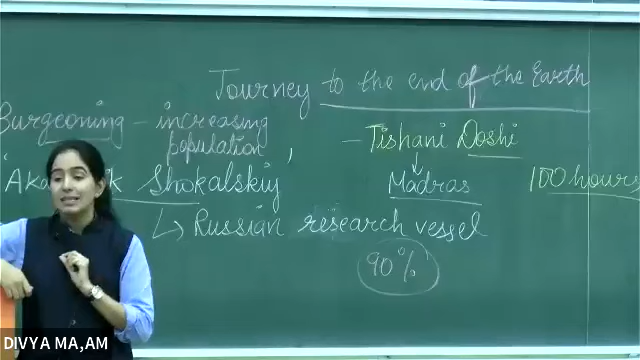 Journey to the end of the Earth
Burgeoning - increasing population
- Tishani Doshi
Madras
100 hours
Shokalskiy
↳ Russian research vessel
90%
DIVYA MA,AM